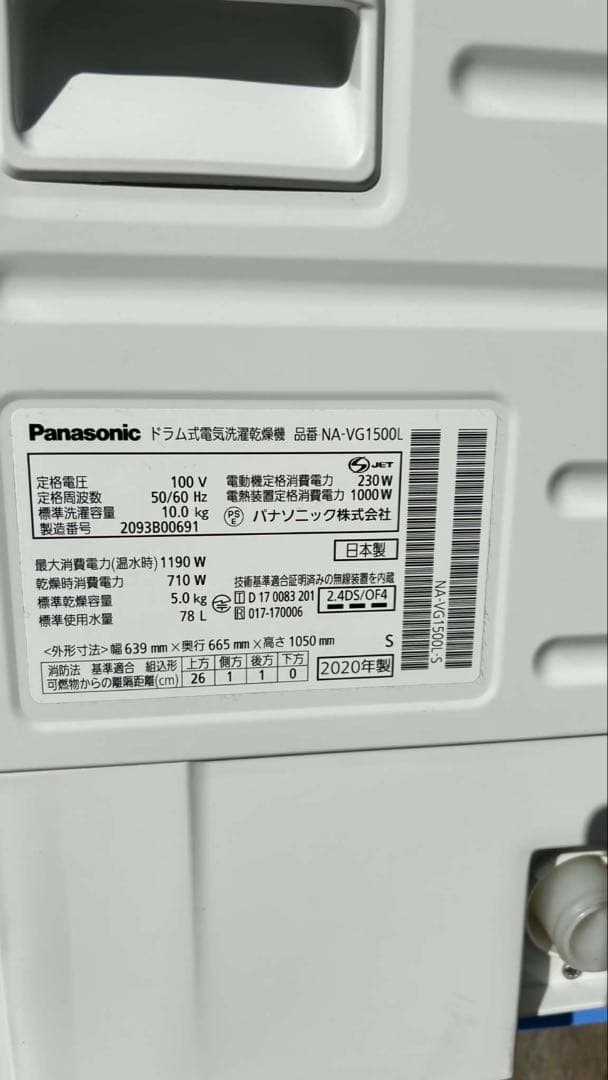 Panasonic ドラム式電気洗濯乾燥機 品番 NA-VG1500L
S JET
定格電圧 100 V 電動機定格消費電力 230 W
定格周波数 50/60 Hz 電熱装置定格消費電力 1000 W
標準洗濯容量 10.0 kg PSE パナソニック株式会社
製造番号 2093B00691
日本製
最大消費電力(温水時) 1190 W
乾燥時消費電力 710 W 技術基準適合証明済みの無線装置を内蔵
標準乾燥容量 5.0 kg T D 17 0083 201 2.4DS/OF4
標準使用水量 78 L R 017-170006
<外形寸法>幅 639 mm×奥行 665 mm×高さ 1050 mm S
消防法 基準適合 組込形 上方 側方 後方 下方
可燃物からの離隔距離(cm) 26 1 1 0
2020年製
NA-VG1500L-S